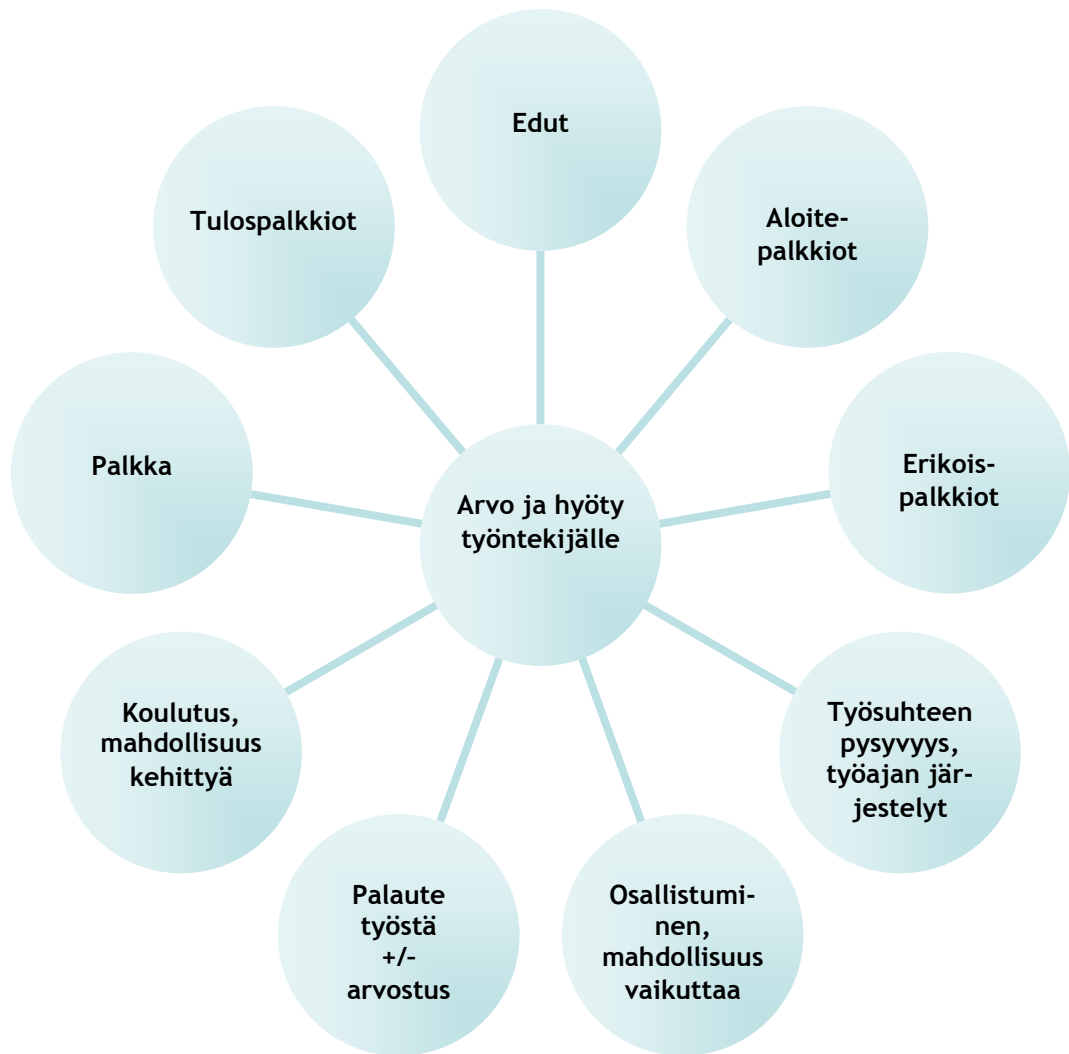 Edut
Tulospalkkiot
Aloite-
palkkiot
Palkka
Erikois-
palkkiot
Arvo ja hyöty
työntekijälle
Koulutus,
mahdollisuus
kehittyä
Työsuhteen
pysyvyys,
työajan jär-
jestelyt
Palaute
työstä
+/-
arvostus
Osallistumi-
nen,
mahdollisuus
vaikuttaa